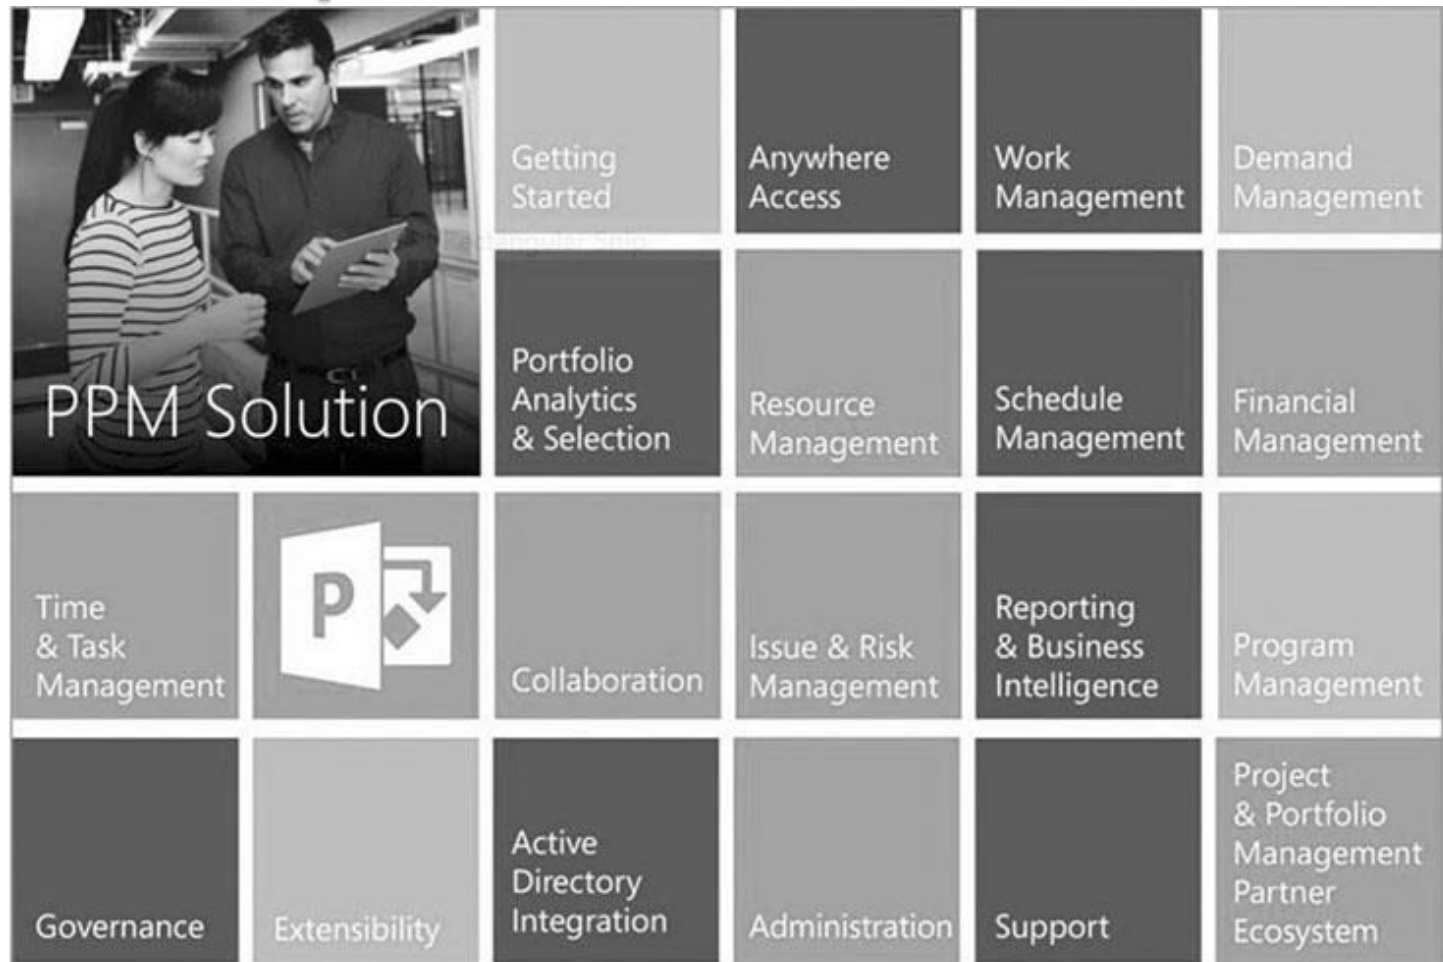 Getting
Started
Anywhere
Access
Work
Management
Demand
Management
Rectangular Snip
PPM Solution
Portfolio
Analytics
& Selection
Resource
Management
Schedule
Management
Financial
Management
Time
& Task
Management
P
Collaboration
Issue & Risk
Management
Reporting
& Business
Intelligence
Program
Management
Governance
Extensibility
Active
Directory
Integration
Administration
Support
Project
& Portfolio
Management
Partner
Ecosystem